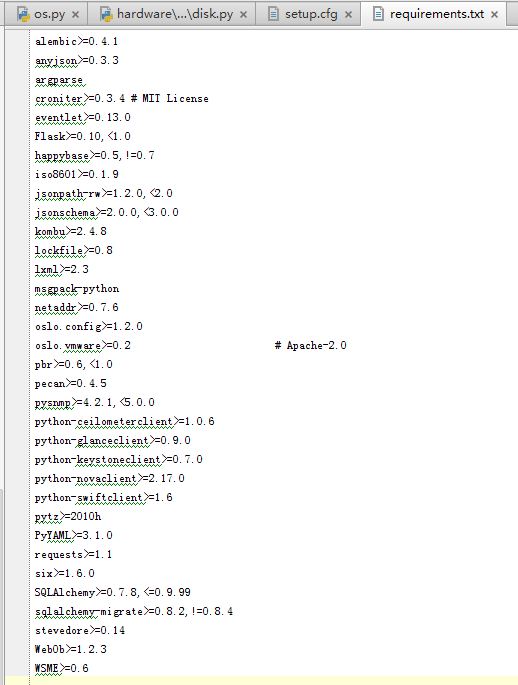 os.py × hardware\...\disk.py × setup.cfg × requirements.txt ×
alembic>=0.4.1
anyjson>=0.3.3
argparse
croniter>=0.3.4 # MIT License
eventlet>=0.13.0
Flask>=0.10,<1.0
happybase>=0.5,!=0.7
iso8601>=0.1.9
jsonpath-rw>=1.2.0,<2.0
jsonschema>=2.0.0,<3.0.0
kombu>=2.4.8
lockfile>=0.8
lxml>=2.3
msgpack-python
netaddr>=0.7.6
oslo.config>=1.2.0
oslo.vmware>=0.2 # Apache-2.0
pbr>=0.6,<1.0
pecan>=0.4.5
pysnmp>=4.2.1,<5.0.0
python-ceilometerclient>=1.0.6
python-glanceclient>=0.9.0
python-keystoneclient>=0.7.0
python-novaclient>=2.17.0
python-swiftclient>=1.6
pytz>=2010h
PyYAML>=3.1.0
requests>=1.1
six>=1.6.0
SQLAlchemy>=0.7.8,<=0.9.99
sqlalchemy-migrate>=0.8.2,!=0.8.4
stevedore>=0.14
WebOb>=1.2.3
WSME>=0.6